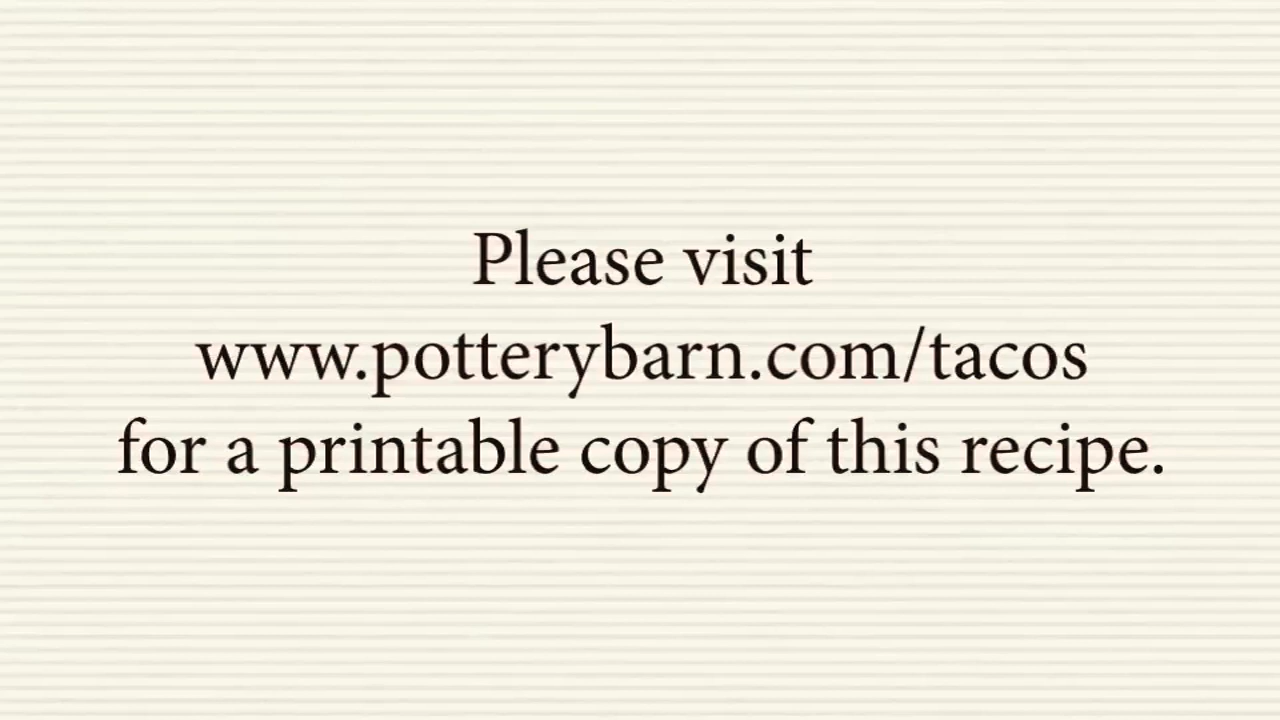 Please visit
www.potterybarn.com/tacos
for a printable copy of this recipe.